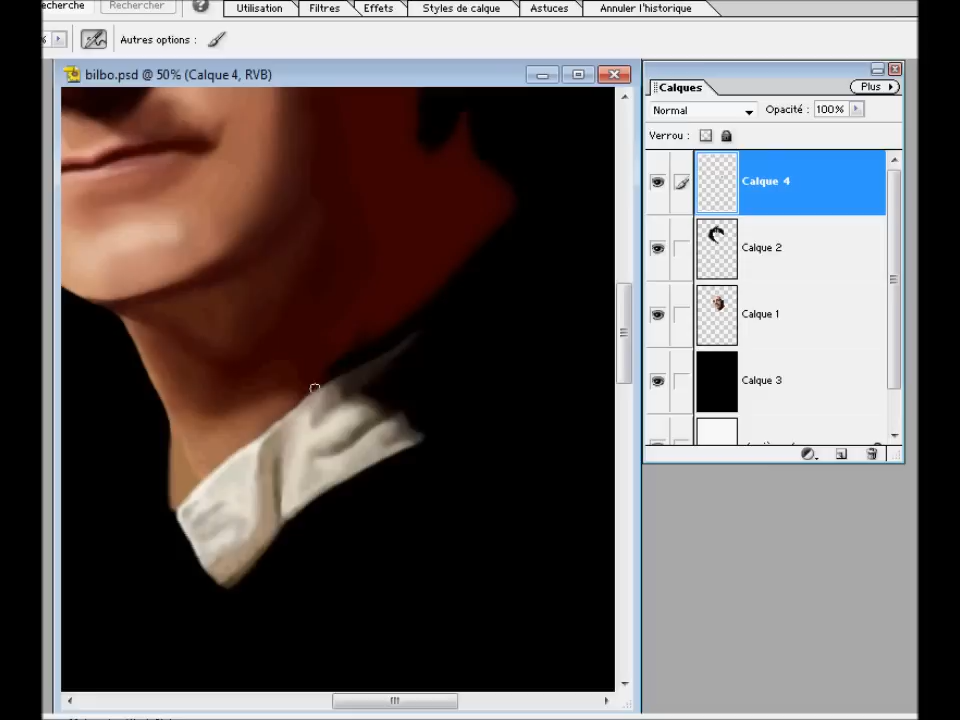 echerche Rechercher Utilisation Filtres Effets Styles de calque Astuces Annuler l'historique
% Autres options :
bilbo.psd @ 50% (Calque 4, RVB)
Calques Plus
Normal Opacité : 100%
Verrou :
Calque 4
Calque 2
Calque 1
Calque 3